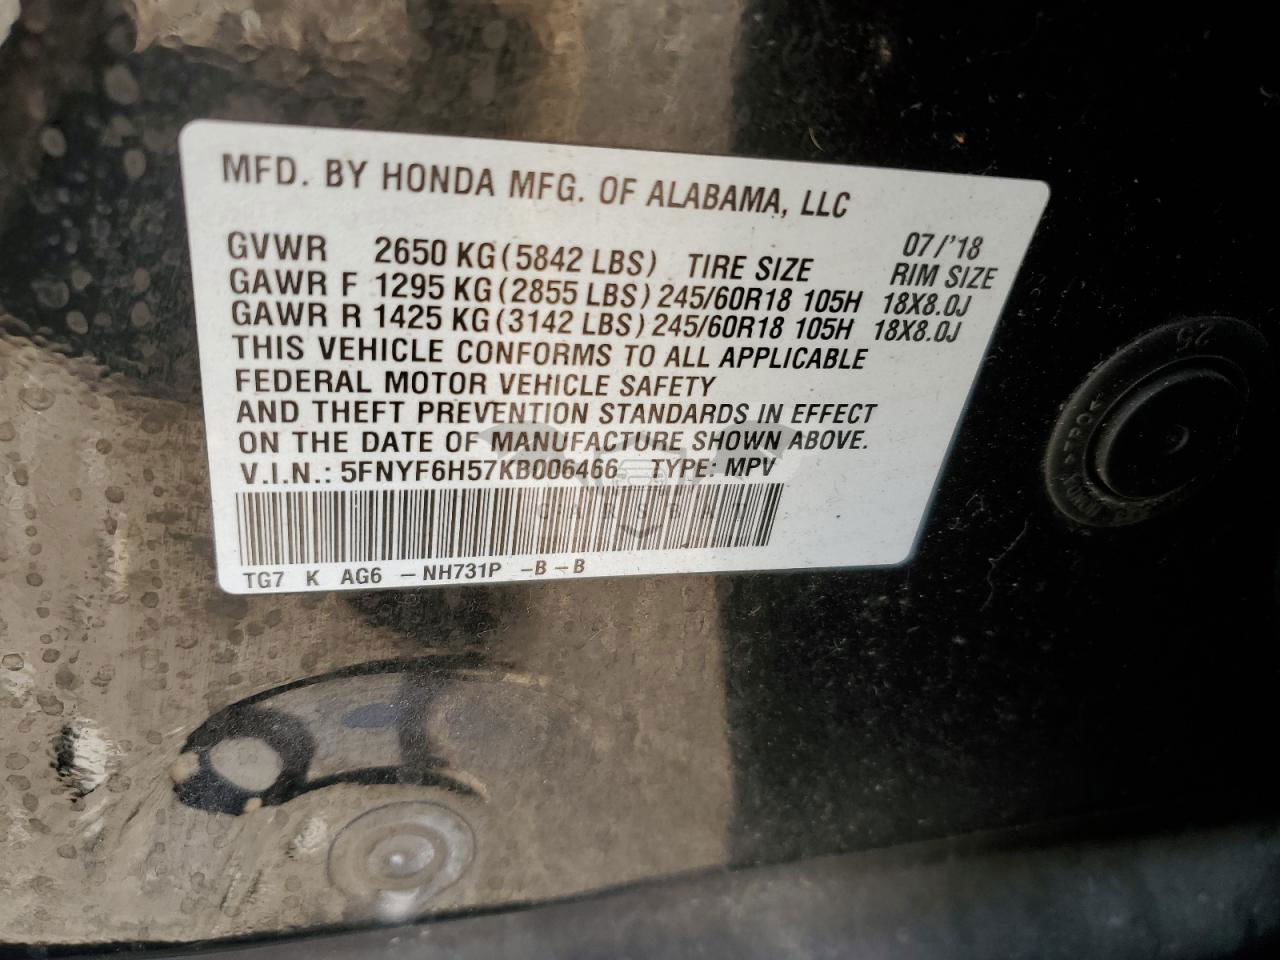 MFD. BY HONDA MFG. OF ALABAMA, LLC
07/'18
GVWR 2650 KG (5842 LBS) TIRE SIZE RIM SIZE
GAWR F 1295 KG (2855 LBS) 245/60R18 105H 18X8.0J
GAWR R 1425 KG (3142 LBS) 245/60R18 105H 18X8.0J
THIS VEHICLE CONFORMS TO ALL APPLICABLE
FEDERAL MOTOR VEHICLE SAFETY
AND THEFT PREVENTION STANDARDS IN EFFECT
ON THE DATE OF MANUFACTURE SHOWN ABOVE.
V.I.N.: 5FNYF6H57KB006466 TYPE: MPV
TG7 K AG6 – NH731P – B – B
25